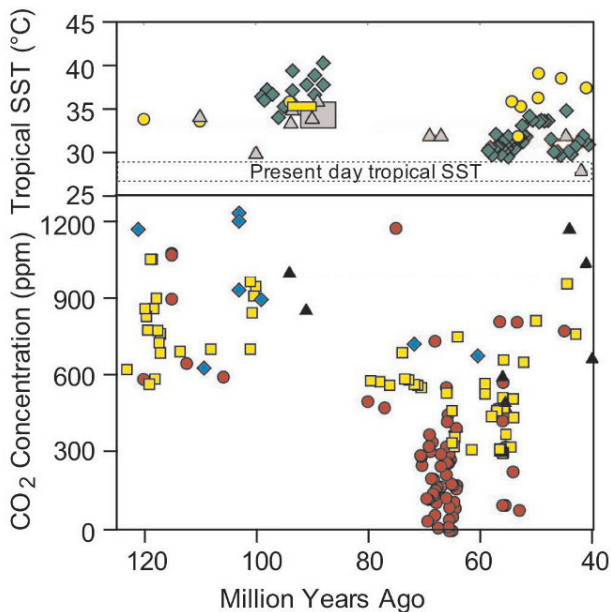 Tropical SST (°C)
45
40
35
30
25
Present day tropical SST
CO2 Concentration (ppm)
1200
900
600
300
0
120 100 80 60 40
Million Years Ago